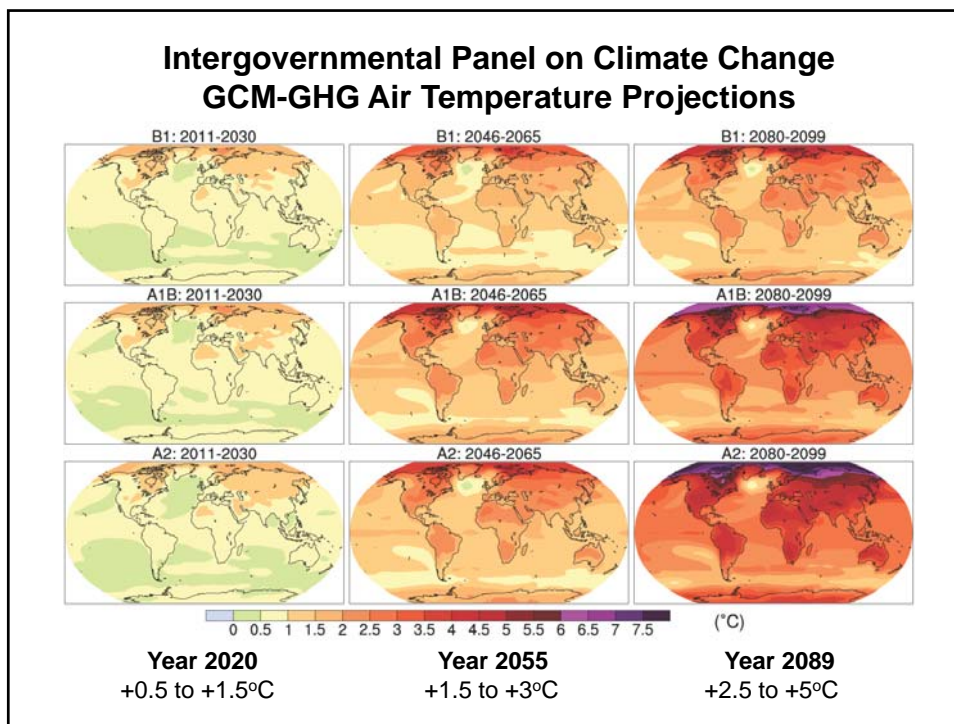 Intergovernmental Panel on Climate Change
GCM-GHG Air Temperature Projections
B1: 2011-2030 B1: 2046-2065 B1: 2080-2099
A1B: 2011-2030 A1B: 2046-2065 A1B: 2080-2099
A2: 2011-2030 A2: 2046-2065 A2: 2080-2099
0 0.5 1 1.5 2 2.5 3 3.5 4 4.5 5 5.5 6 6.5 7 7.5 (°C)
Year 2020 Year 2055 Year 2089
+0.5 to +1.5ºC +1.5 to +3ºC +2.5 to +5ºC